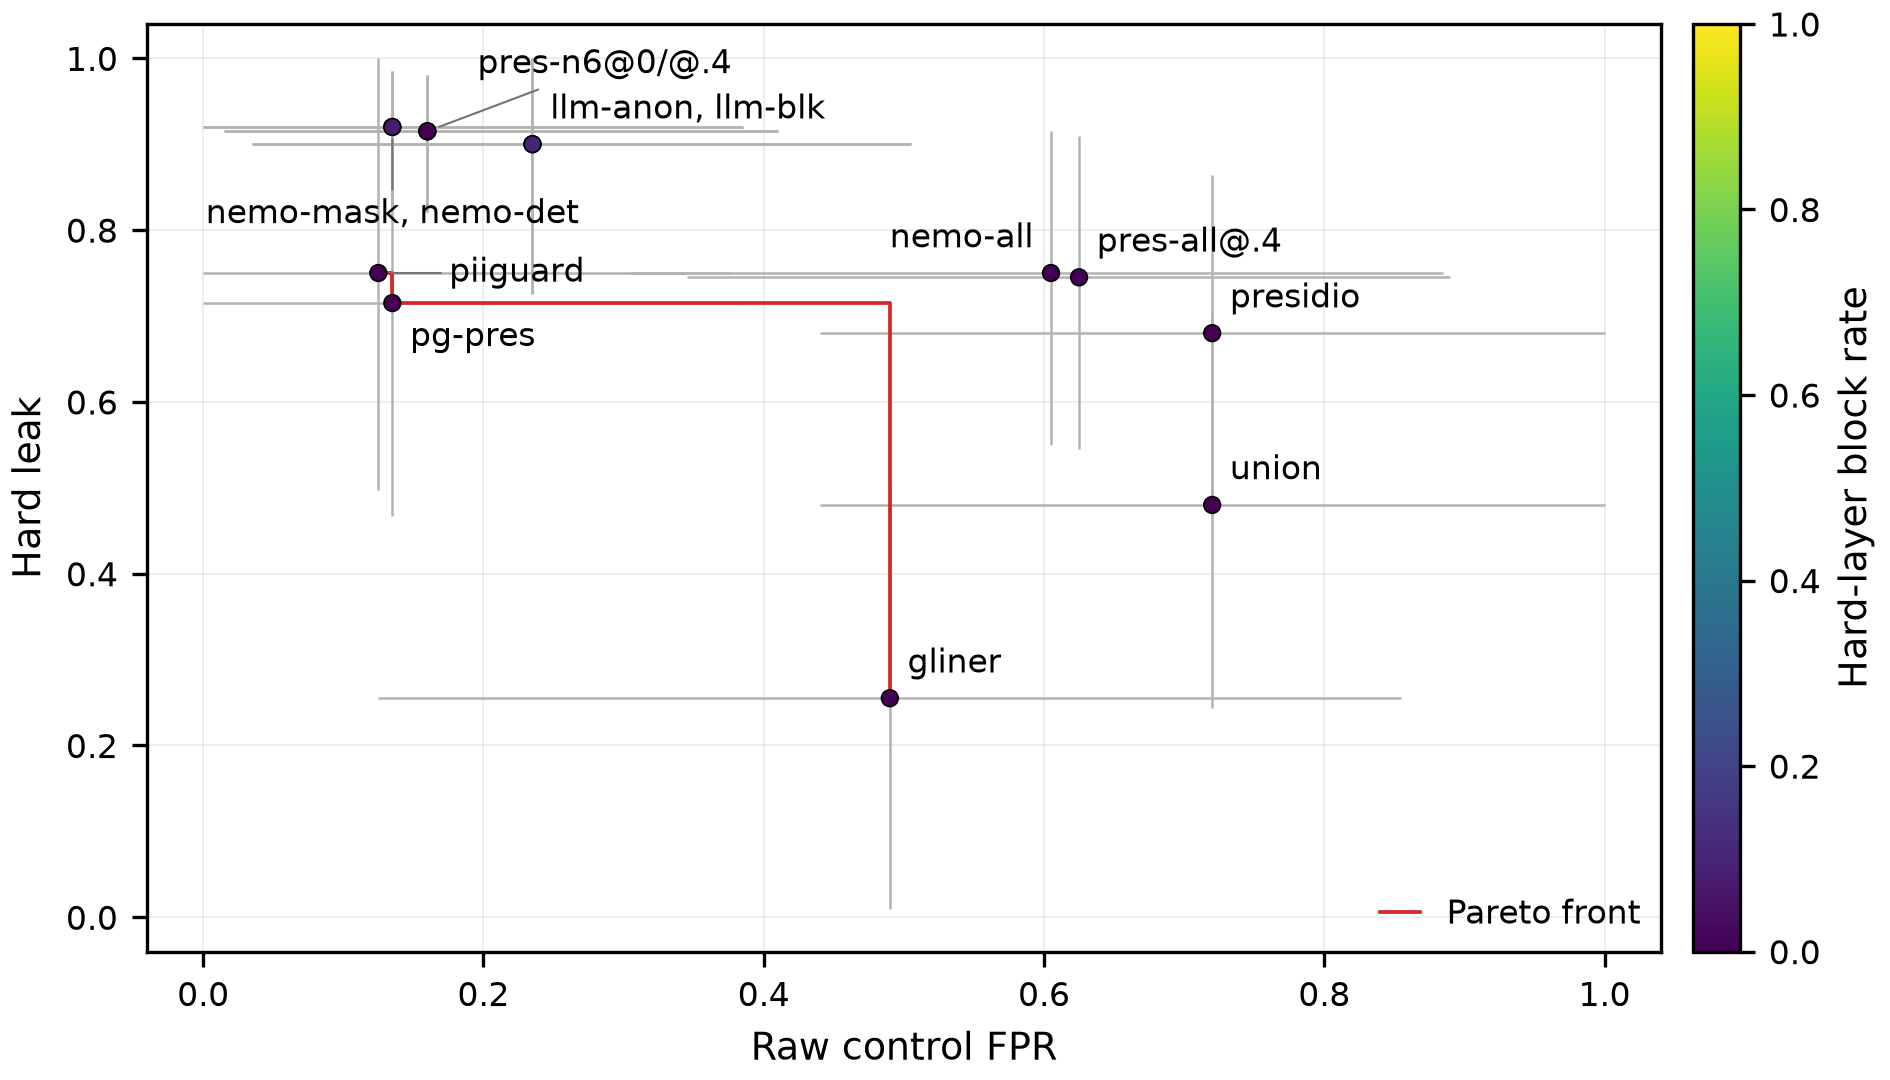 pres-n6@0/@.4
llm-anon, llm-blk
nemo-mask, nemo-det
nemo-all
pres-all@.4
piiguard
presidio
pg-pres
union
gliner
Pareto front
Hard leak
1.0
0.8
0.6
0.4
0.2
0.0
0.0
0.2
0.4
0.6
0.8
1.0
Raw control FPR
1.0
0.8
0.6
0.4
0.2
0.0
Hard-layer block rate